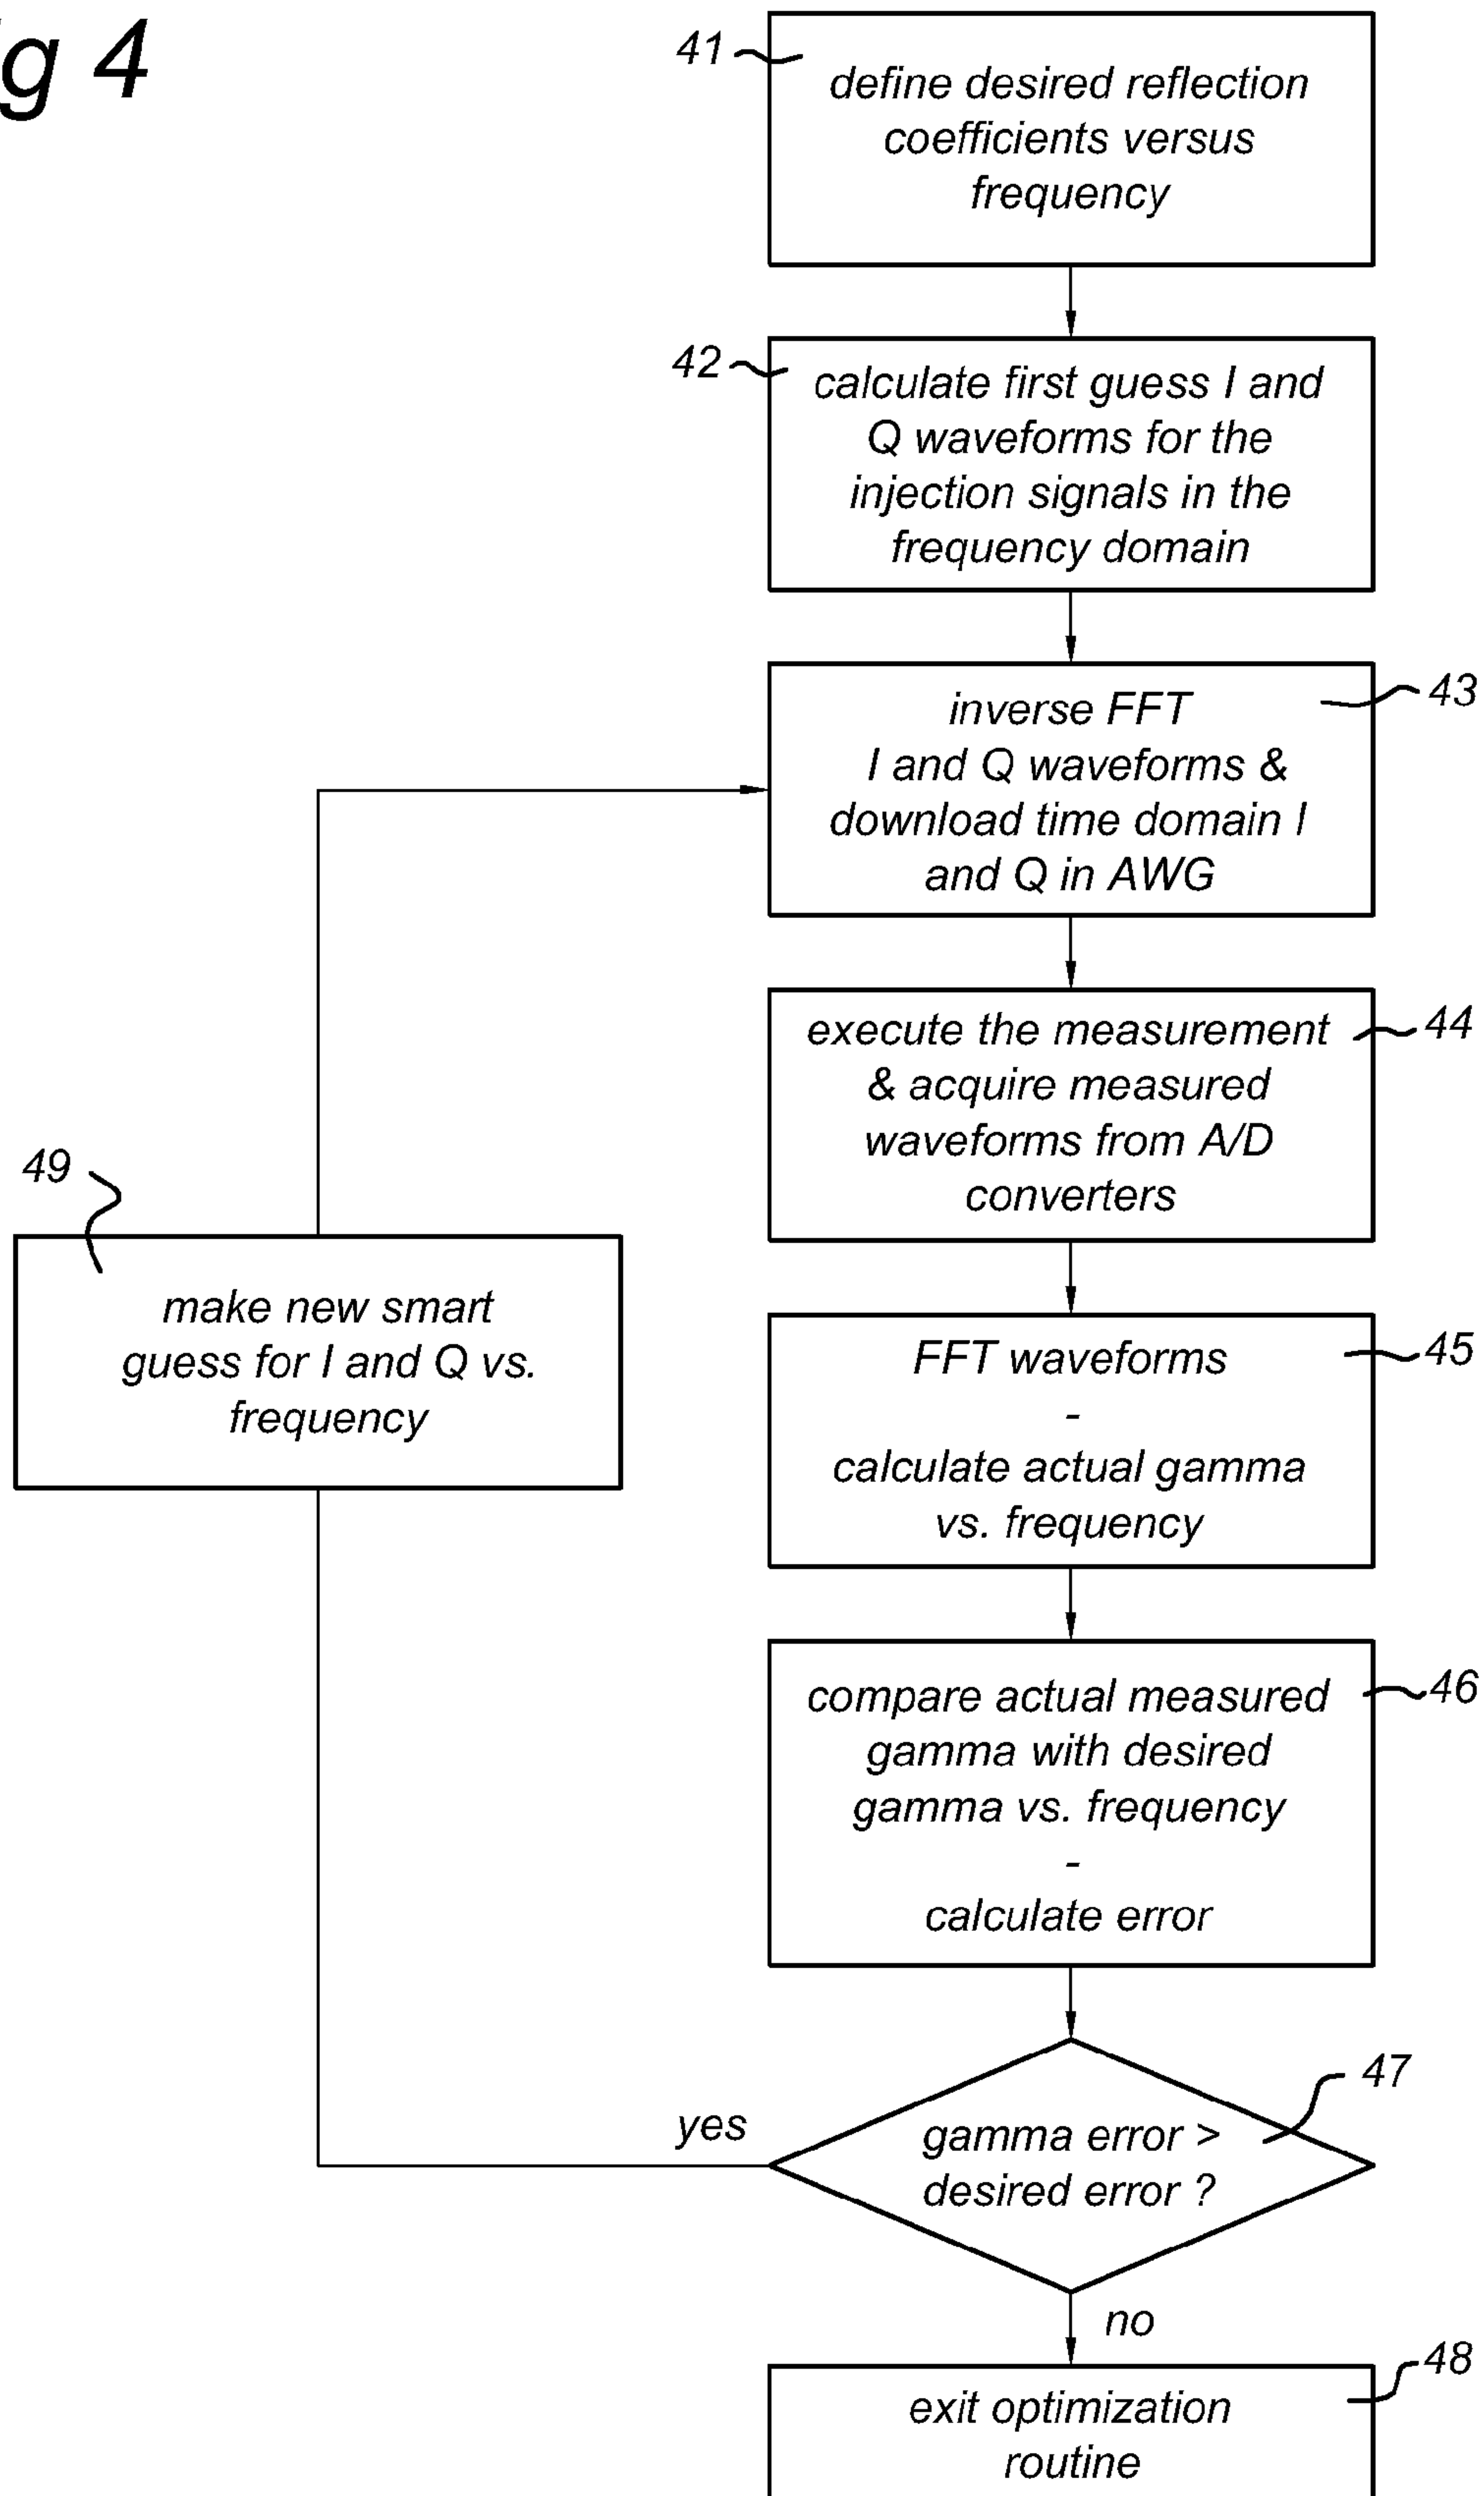 g 4
41
define desired reflection
coefficients versus
frequency
42
calculate first guess I and
Q waveforms for the
injection signals in the
frequency domain
43
inverse FFT
I and Q waveforms &
download time domain I
and Q in AWG
44
execute the measurement
& acquire measured
waveforms from A/D
converters
49
make new smart
guess for I and Q vs.
frequency
45
FFT waveforms
-
calculate actual gamma
vs. frequency
46
compare actual measured
gamma with desired
gamma vs. frequency
-
calculate error
47
yes
gamma error >
desired error ?
no
48
exit optimization
routine